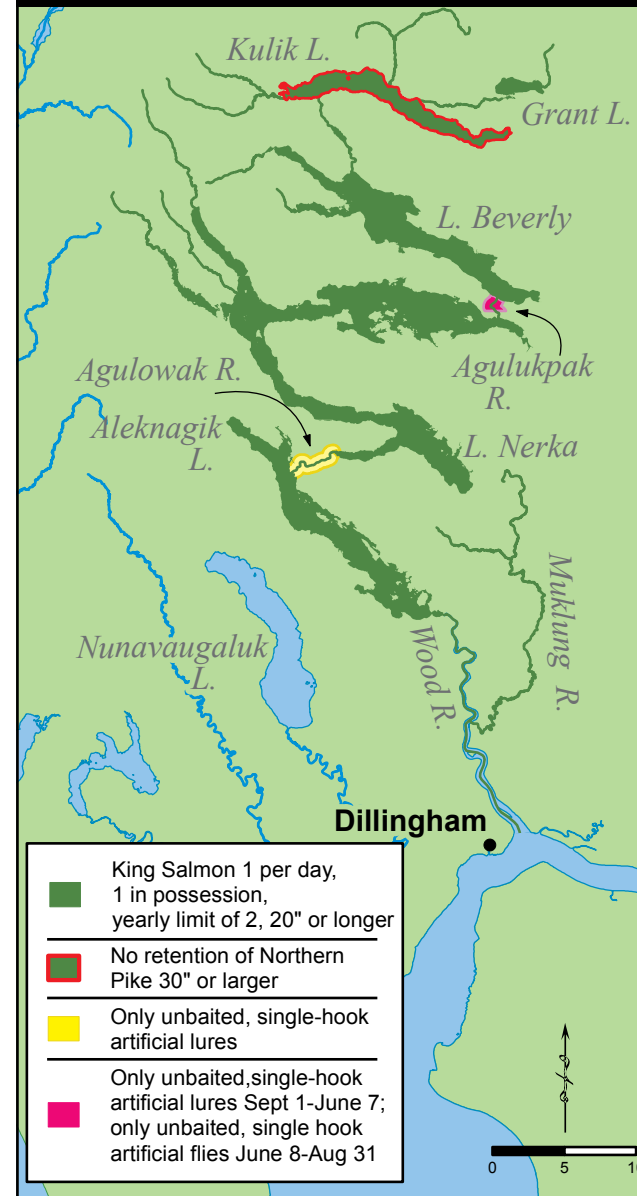 Kulik L.
Grant L.
L. Beverly
Agulukpak
R.
Agulowak R.
Aleknagik
L.
L. Nerka
Muklung R.
Wood R.
Nunavaugaluk
L.
Dillingham
King Salmon 1 per day,
1 in possession,
yearly limit of 2, 20" or longer
No retention of Northern
Pike 30" or larger
Only unbaited, single-hook
artificial lures
Only unbaited,single-hook
artificial lures Sept 1-June 7;
only unbaited, single hook
artificial flies June 8-Aug 31
0 5 10